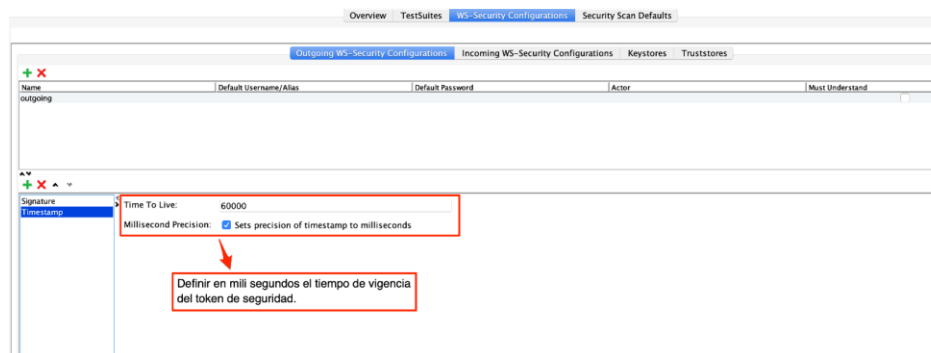 Overview TestSuites WS-Security Configurations Security Scan Defaults
Outgoing WS-Security Configurations Incoming WS-Security Configurations Keystores Truststores
Name Default Username/Alias Default Password Actor Must Understand
outgoing
Signature
Timestamp
Time To Live: 60000
Millisecond Precision: Sets precision of timestamp to milliseconds
Definir en mili segundos el tiempo de vigencia
del token de seguridad.